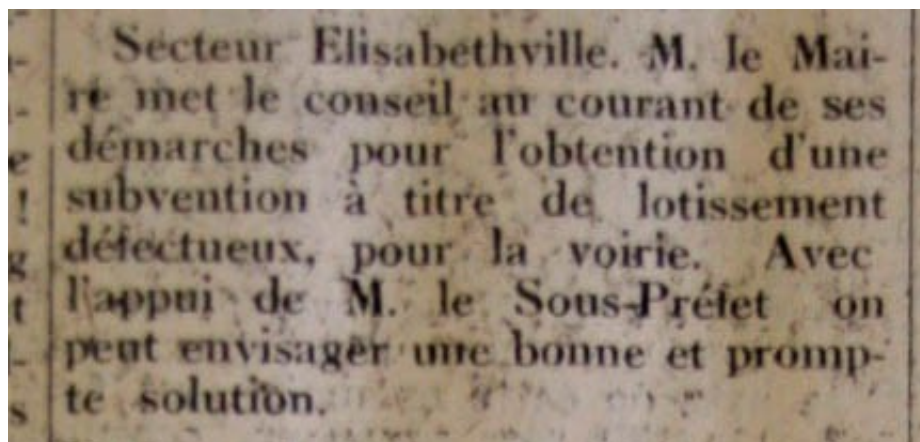 Secteur Elisabethville. M. le Mai-
re met le conseil au courant de ses
démarches pour l'obtention d'une
subvention à titre de lotissement
défectueux, pour la voirie. Avec
l'appui de M. le Sous-Préfet on
peut envisager une bonne et promp-
te solution.